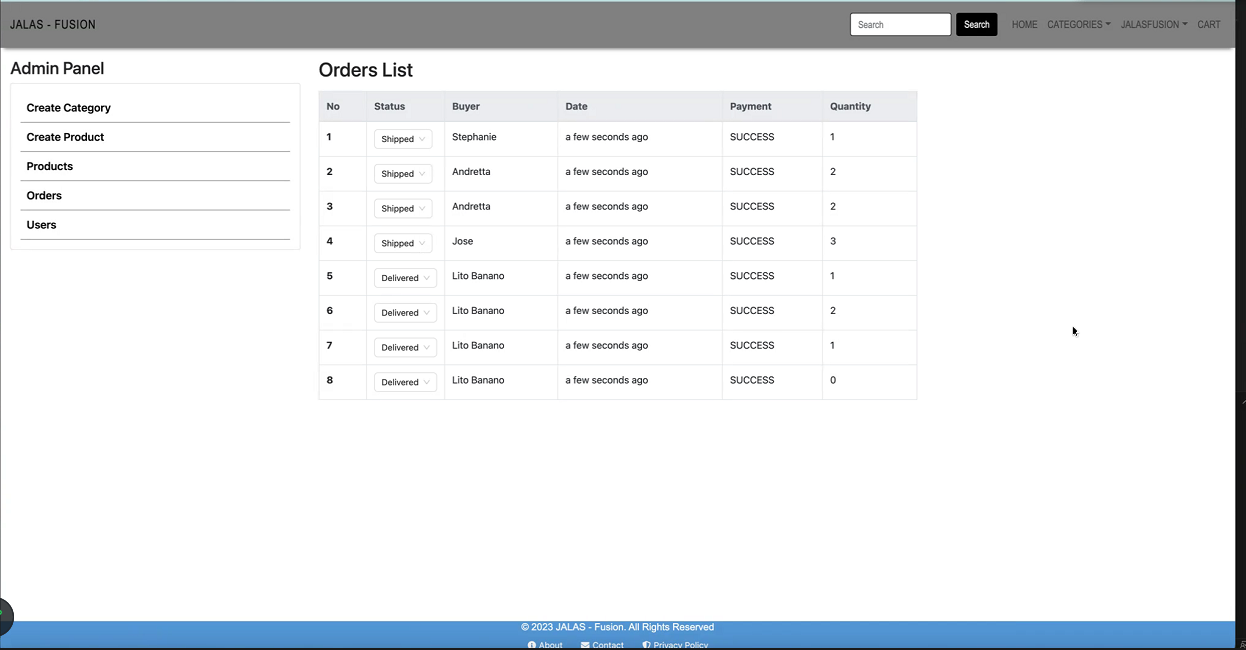 JALAS - FUSION Search Search HOME CATEGORIES JALASFUSION CART
Admin Panel
Create Category
Create Product
Products
Orders
Users
Orders List
No Status Buyer Date Payment Quantity
1 Shipped Stephanie a few seconds ago SUCCESS 1
2 Shipped Andretta a few seconds ago SUCCESS 2
3 Shipped Andretta a few seconds ago SUCCESS 2
4 Shipped Jose a few seconds ago SUCCESS 3
5 Delivered Lito Banano a few seconds ago SUCCESS 1
6 Delivered Lito Banano a few seconds ago SUCCESS 2
7 Delivered Lito Banano a few seconds ago SUCCESS 1
8 Delivered Lito Banano a few seconds ago SUCCESS 0
© 2023 JALAS - Fusion. All Rights Reserved
About Contact Privacy Policy